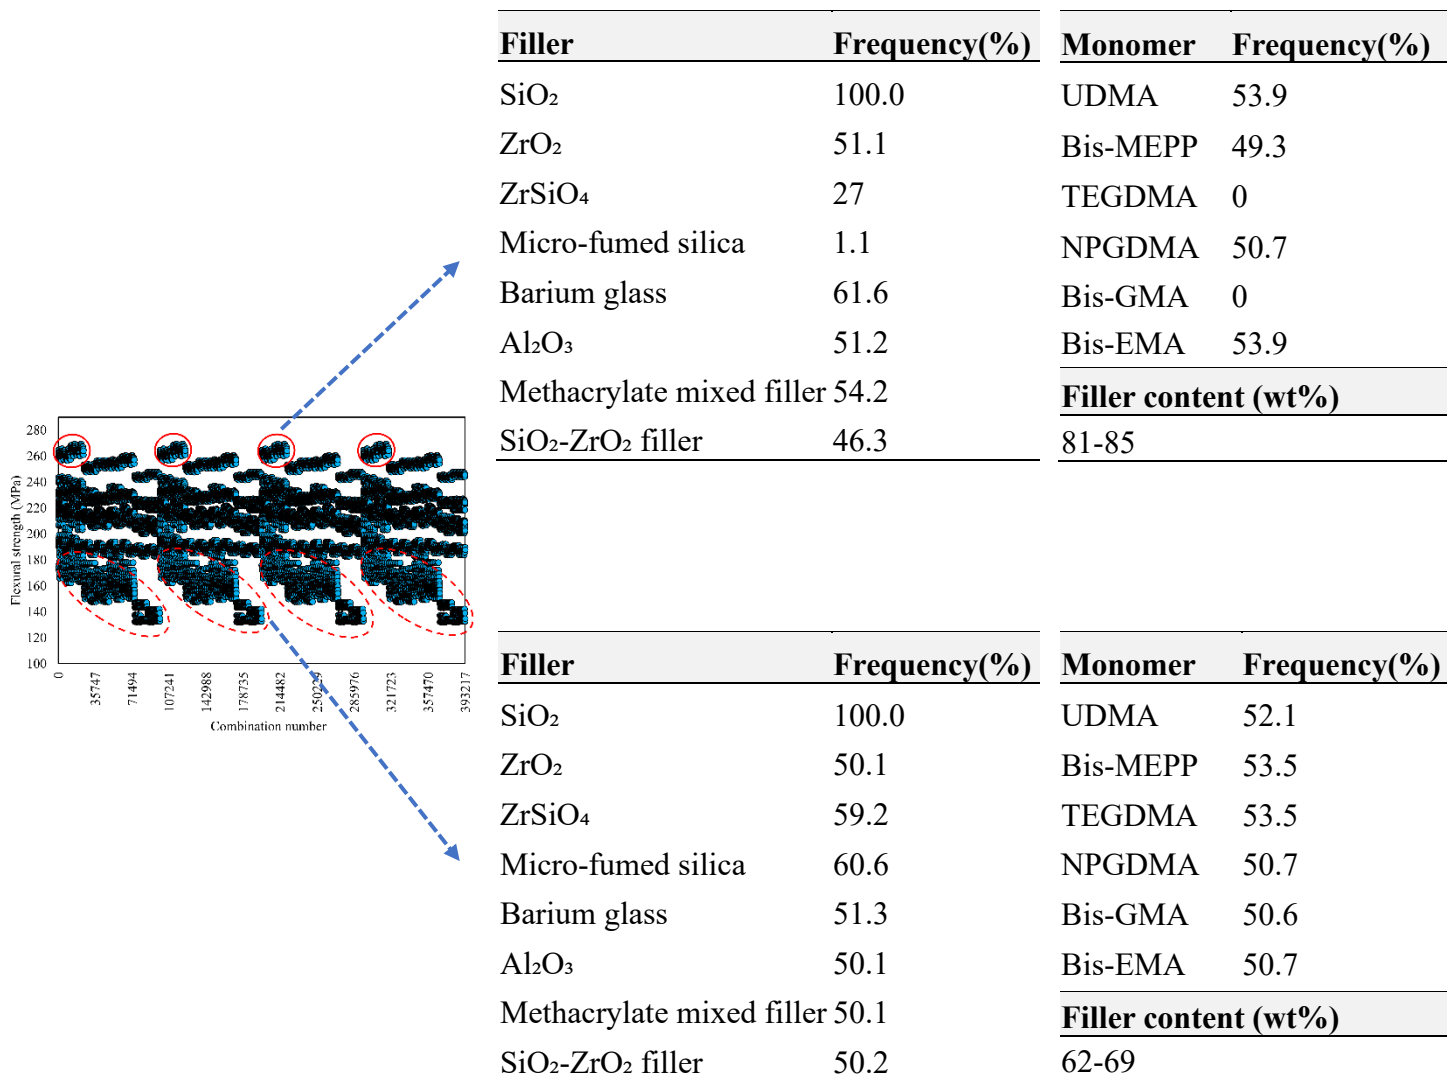 Filler Frequency(%)
SiO₂ 100.0
ZrO₂ 51.1
ZrSiO₄ 27
Micro-fumed silica 1.1
Barium glass 61.6
Al₂O₃ 51.2
Methacrylate mixed filler 54.2
SiO₂-ZrO₂ filler 46.3
Monomer Frequency(%)
UDMA 53.9
Bis-MEPP 49.3
TEGDMA 0
NPGDMA 50.7
Bis-GMA 0
Bis-EMA 53.9
Filler content (wt%)
81-85
Flexural strength (MPa)
280
260
240
220
200
180
160
140
120
100
0
35747
71494
107241
142988
178735
214482
250229
285976
321723
357470
393217
Combination number
Filler Frequency(%)
SiO₂ 100.0
ZrO₂ 50.1
ZrSiO₄ 59.2
Micro-fumed silica 60.6
Barium glass 51.3
Al₂O₃ 50.1
Methacrylate mixed filler 50.1
SiO₂-ZrO₂ filler 50.2
Monomer Frequency(%)
UDMA 52.1
Bis-MEPP 53.5
TEGDMA 53.5
NPGDMA 50.7
Bis-GMA 50.6
Bis-EMA 50.7
Filler content (wt%)
62-69